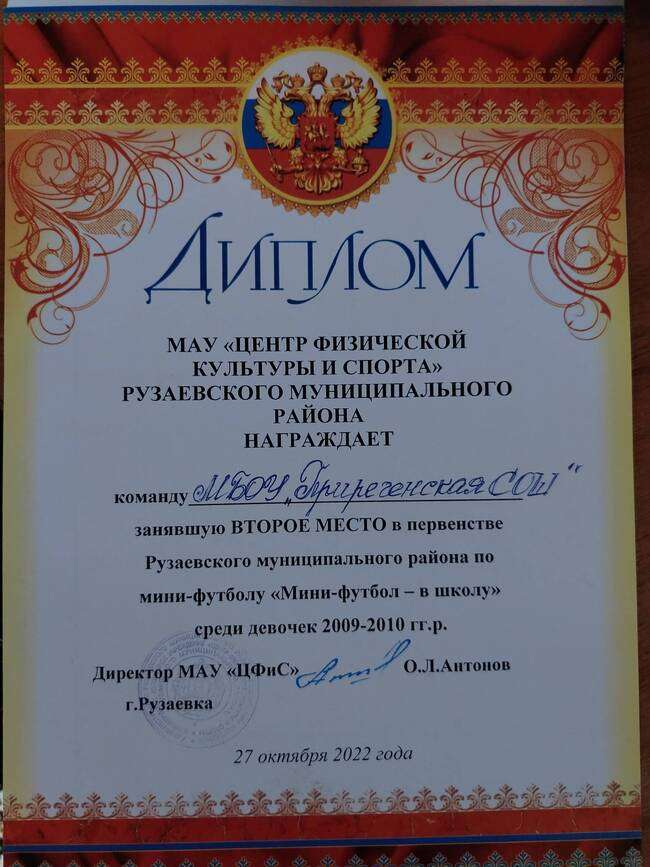 Диплом
МАУ «ЦЕНТР ФИЗИЧЕСКОЙ
КУЛЬТУРЫ И СПОРТА»
РУЗАЕВСКОГО МУНИЦИПАЛЬНОГО
РАЙОНА
НАГРАЖДАЕТ
команду МБОУ „Приреченская СОШ"
занявшую ВТОРОЕ МЕСТО в первенстве
Рузаевского муниципального района по
мини-футболу «Мини-футбол – в школу»
среди девочек 2009-2010 гг.р.
Директор МАУ «ЦФиС» О.Л.Антонов
г.Рузаевка
27 октября 2022 года